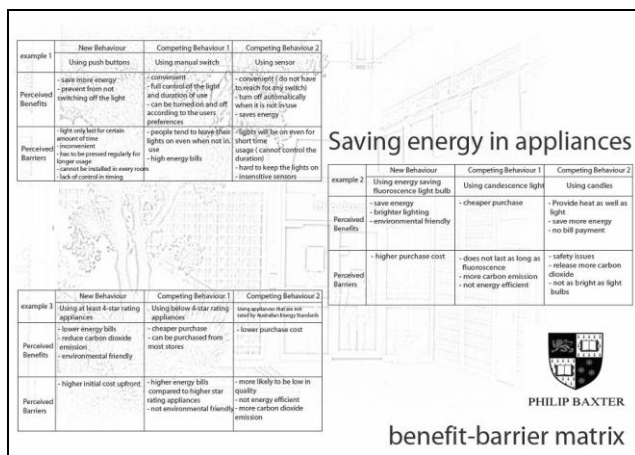 example 1
New Behaviour
Competing Behaviour 1
Competing Behaviour 2
Using push buttons
Using manual switch
Using sensor
Perceived
Benefits
- save more energy
- prevent from not
switching off the light
- convenient
- full control of the light
and duration of use
- can be turned on and off
according to the users
preferences
- convenient ( do not have
to reach for any switch)
- turn off automatically
when it is not in use
- saves energy
Perceived
Barriers
- light only last for certain
amount of time
- inconvenient
- has to be pressed regularly for
longer usage
- cannot be installed in every room
- lack of control in timing
- people tend to leave their
lights on even when not in
use
- high energy bills
- lights will be on even for
short time
usage ( cannot control the
duration)
- hard to keep the lights on
- insensitive sensors
Saving energy in appliances
example 2
New Behaviour
Competing Behaviour 1
Competing Behaviour 2
Using energy saving
fluoroscence light bulb
Using candescence light
Using candles
Perceived
Benefits
- save energy
- brighter lighting
- environmental friendly
- cheaper purchase
- Provide heat as well as
light
- save more energy
- no bill payment
Perceived
Barriers
- higher purchase cost
- does not last as long as
fluoroscence
- more carbon emission
- not energy efficient
- safety issues
- release more carbon
dioxide
- not as bright as light
bulbs
example 3
New Behaviour
Competing Behaviour 1
Competing Behaviour 2
Using at least 4-star rating
appliances
Using below 4-star rating
appliances
Using appliances that are not
rated by Australian Energy Standards
Perceived
Benefits
- lower energy bills
- reduce carbon dioxide
emission
- environmental friendly
- cheaper purchase
- can be purchased from
most stores
- lower purchase cost
Perceived
Barriers
- higher initial cost upfront
- higher energy bills
compared to higher star
rating appliances
- not environmental friendly
- more likely to be low in
quality
- not energy efficient
- more carbon dioxide
emission
PHILIP BAXTER
benefit-barrier matrix